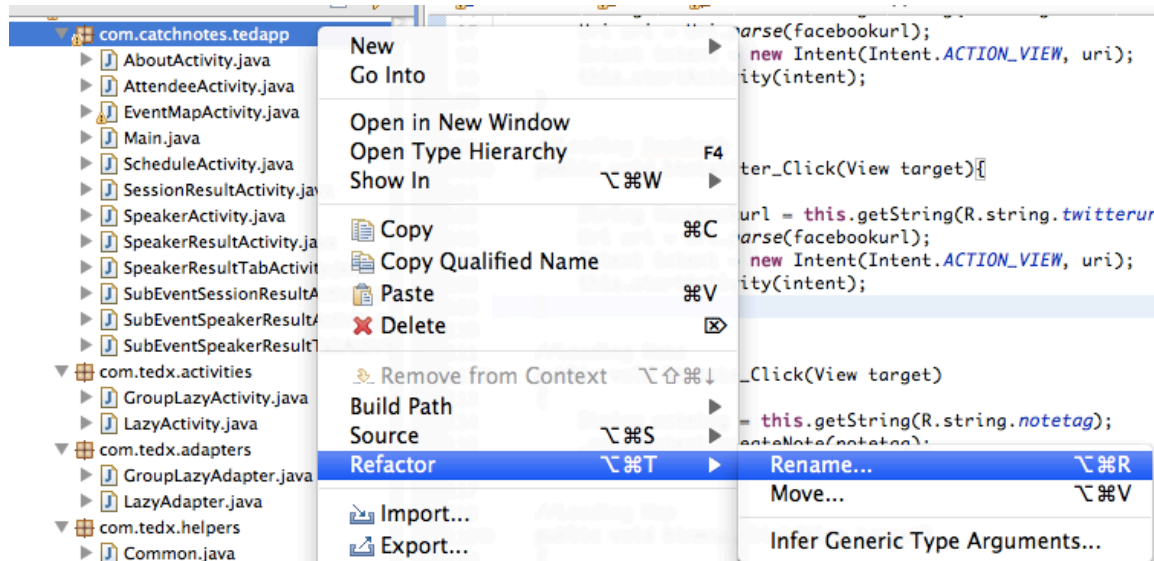 com.catchnotes.tedapp
AboutActivity.java
AttendeeActivity.java
EventMapActivity.java
Main.java
ScheduleActivity.java
SessionResultActivity.jav
SpeakerActivity.java
SpeakerResultActivity.ja
SpeakerResultTabActivit
SubEventSessionResultA
SubEventSpeakerResultA
SubEventSpeakerResultT
com.tedx.activities
GroupLazyActivity.java
LazyActivity.java
com.tedx.adapters
GroupLazyAdapter.java
LazyAdapter.java
com.tedx.helpers
Common.java
New
Go Into
Open in New Window
Open Type Hierarchy F4
Show In ⌥⌘W
Copy ⌘C
Copy Qualified Name
Paste ⌘V
Delete ⌦
Remove from Context ⌥⇧⌘↓
Build Path
Source ⌥⌘S
Refactor ⌥⌘T
Import...
Export...
Rename... ⌥⌘R
Move... ⌥⌘V
Infer Generic Type Arguments...
arse(facebookurl);
new Intent(Intent.ACTION_VIEW, uri);
ity(intent);
ter_Click(View target){
url = this.getString(R.string.twitterur
arse(facebookurl);
new Intent(Intent.ACTION_VIEW, uri);
ity(intent);
_Click(View target)
= this.getString(R.string.notetag);
eateNote(notetag);